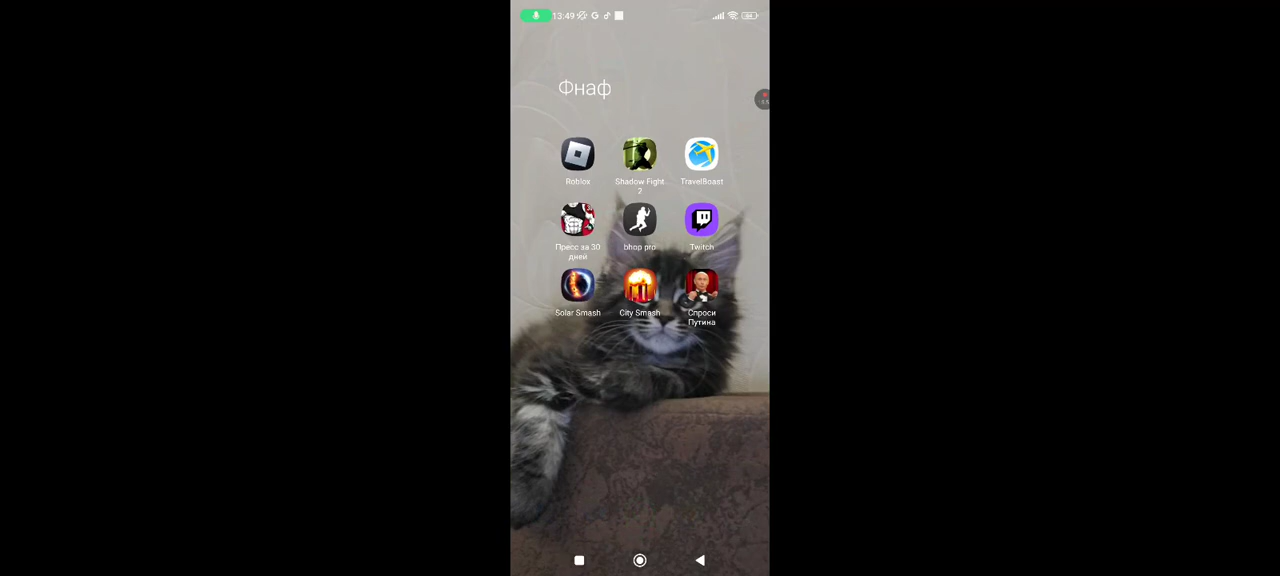 13:49
Фнаф
Roblox
Shadow Fight
2
TravelBoast
Пресс за 30
дней
bhop pro
Twitch
Solar Smash
City Smash
Спроси
Путина